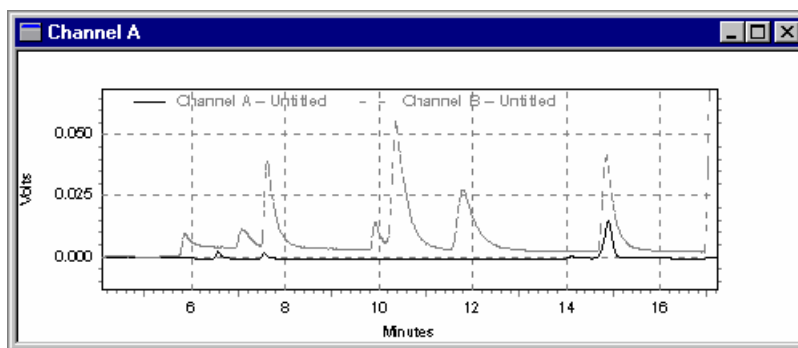 Channel A
Channel A - Untitled Channel B - Untitled
0.050
0.025
0.000
Volts
6 8 10 12 14 16
Minutes